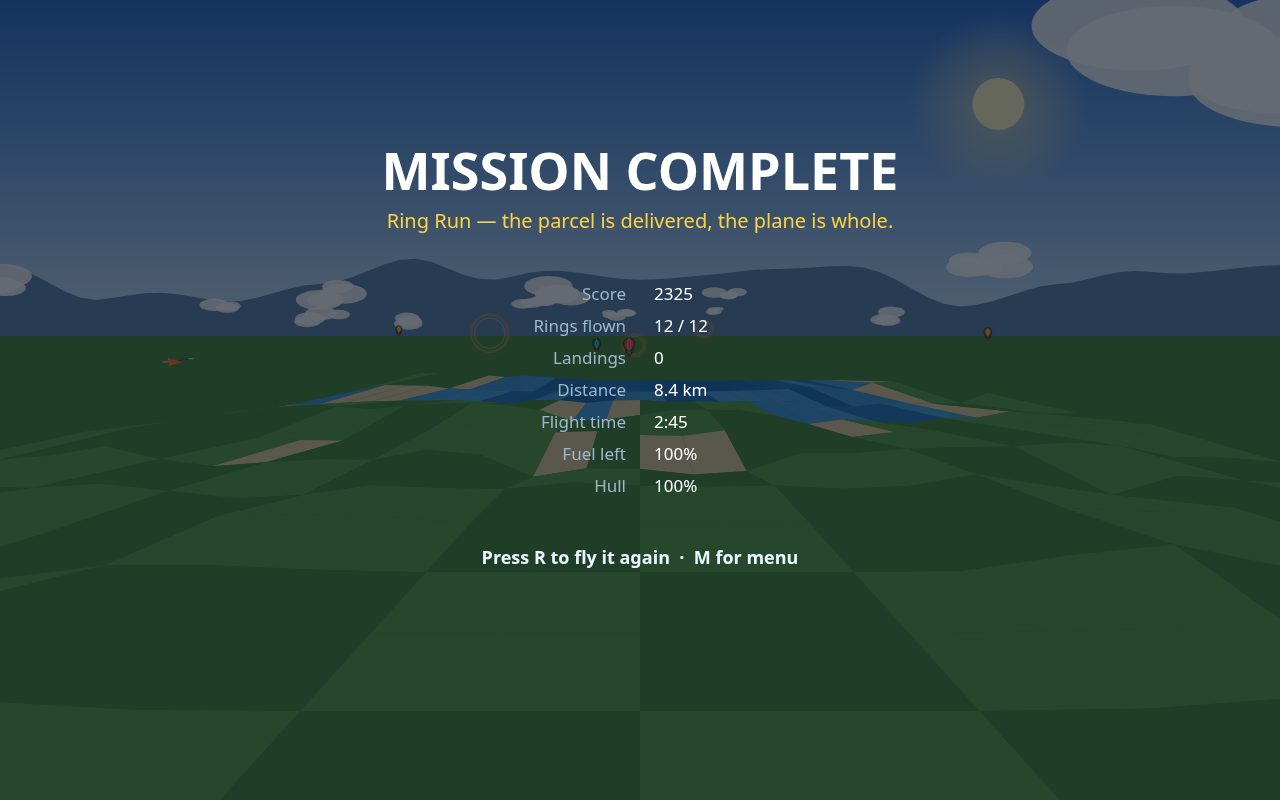 MISSION COMPLETE
Ring Run — the parcel is delivered, the plane is whole.
Score 2325
Rings flown 12 / 12
Landings 0
Distance 8.4 km
Flight time 2:45
Fuel left 100%
Hull 100%
Press R to fly it again · M for menu